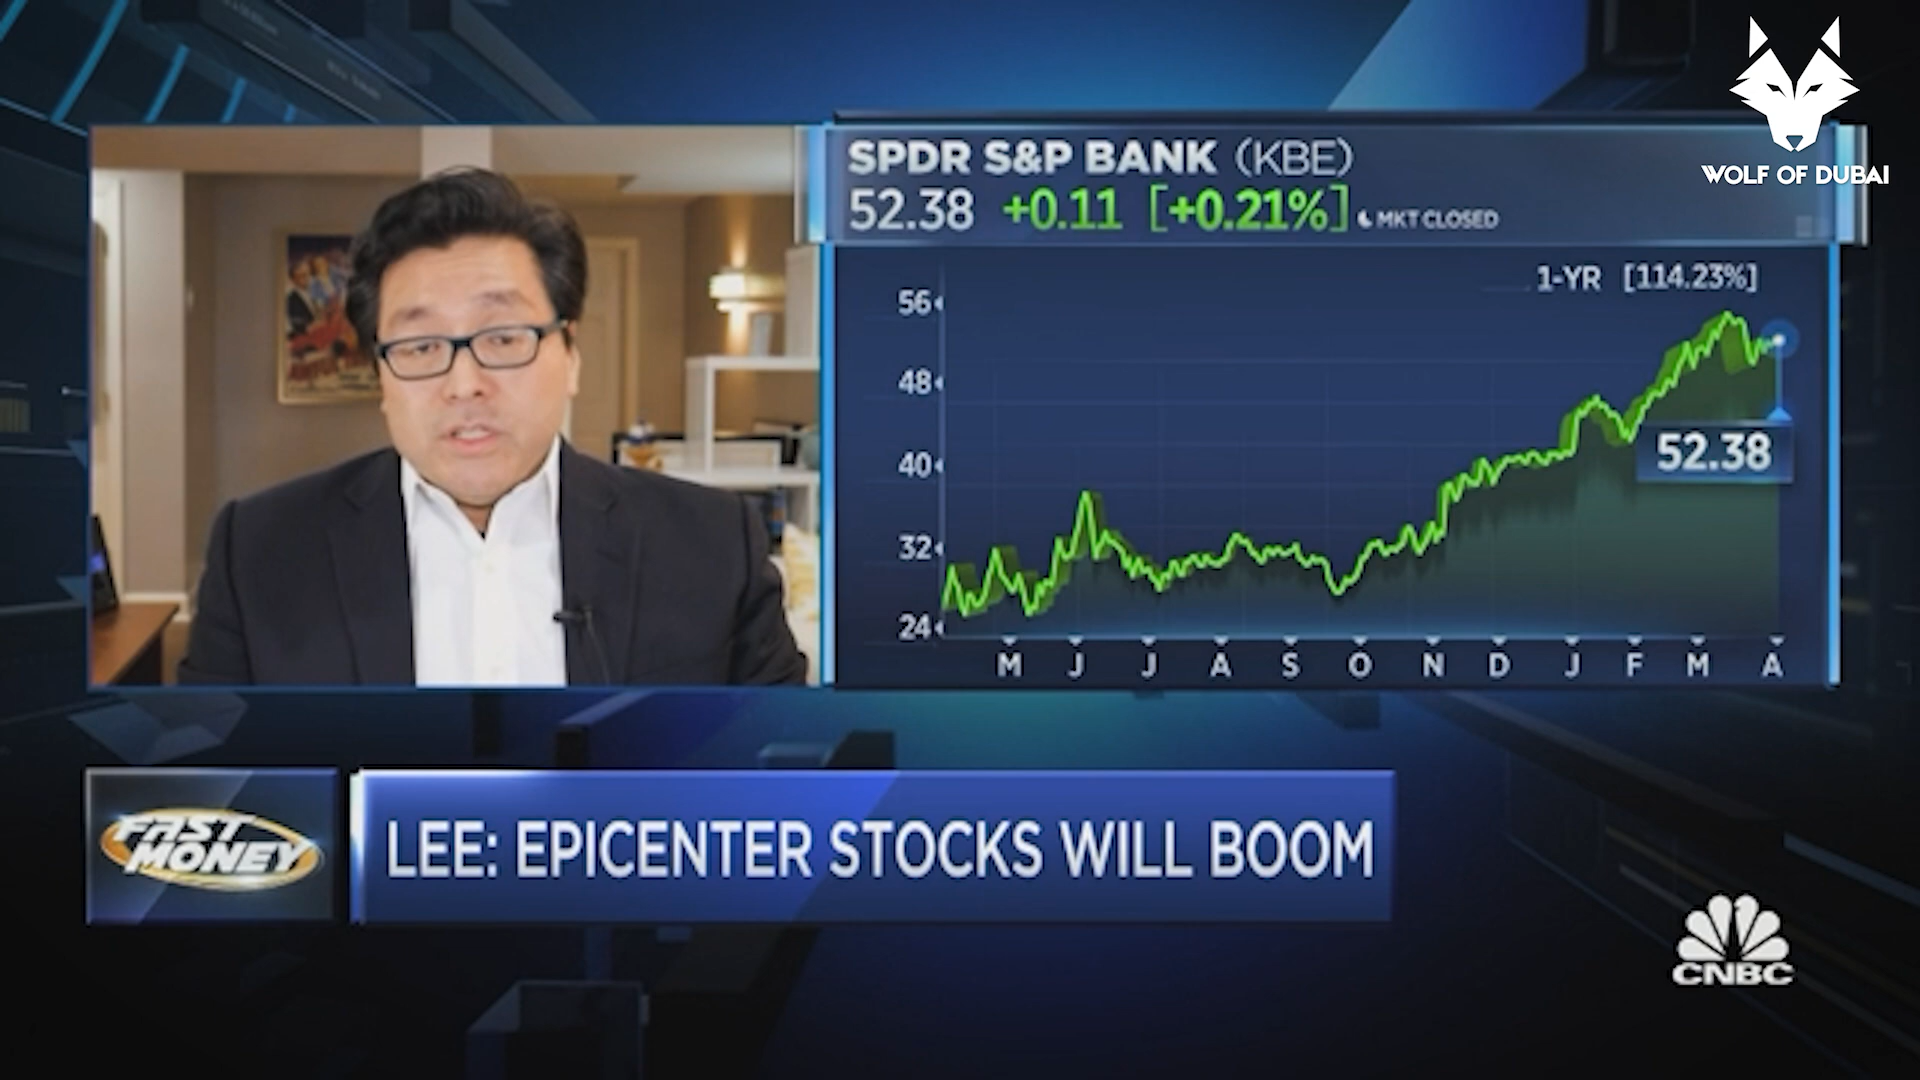 WOLF OF DUBAI
SPDR S&P BANK (KBE)
52.38 +0.11 [+0.21%] MKT CLOSED
1-YR [114.23%]
56
48
40
32
24
52.38
M J J A S O N D J F M A
FAST
MONEY
LEE: EPICENTER STOCKS WILL BOOM
CNBC